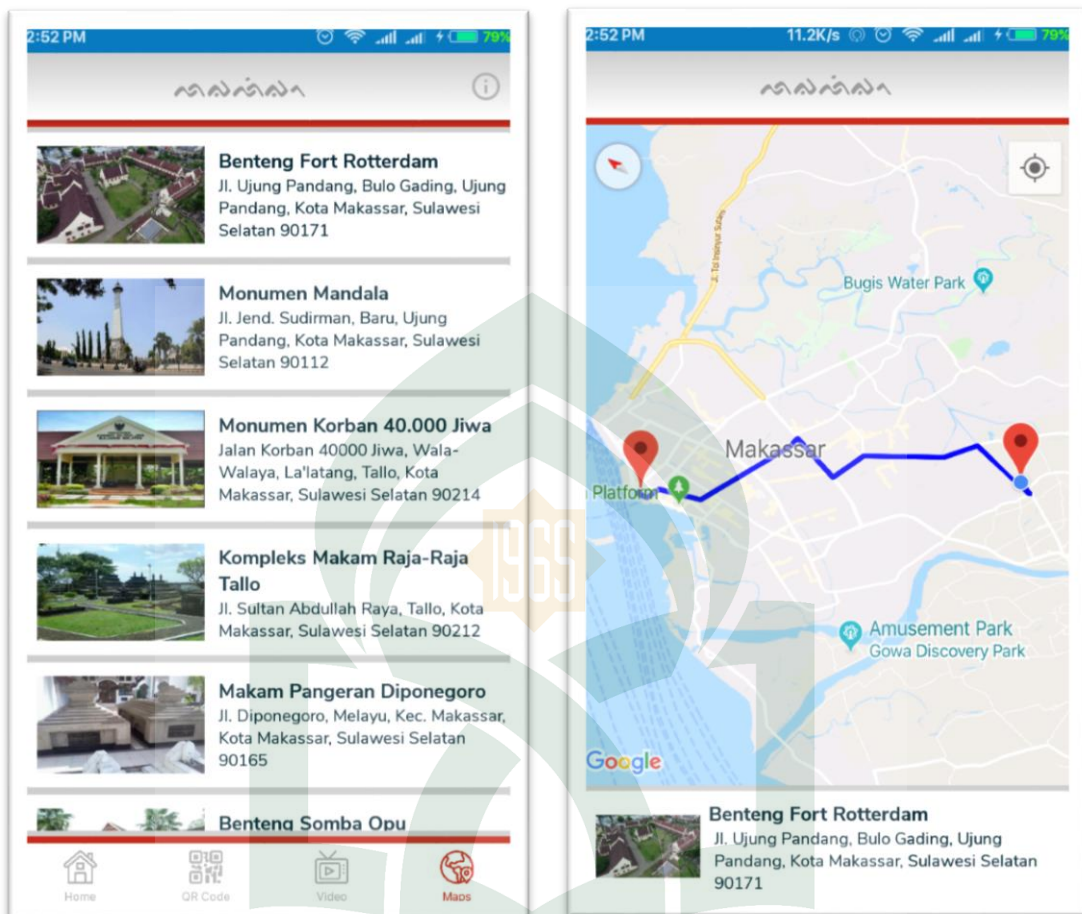 2:52 PM
79%
Benteng Fort Rotterdam
Jl. Ujung Pandang, Bulo Gading, Ujung
Pandang, Kota Makassar, Sulawesi
Selatan 90171
Monumen Mandala
Jl. Jend. Sudirman, Baru, Ujung
Pandang, Kota Makassar, Sulawesi
Selatan 90112
Monumen Korban 40.000 Jiwa
Jalan Korban 40000 Jiwa, Wala-
Walaya, La'latang, Tallo, Kota
Makassar, Sulawesi Selatan 90214
Kompleks Makam Raja-Raja
Tallo
Jl. Sultan Abdullah Raya, Tallo, Kota
Makassar, Sulawesi Selatan 90212
Makam Pangeran Diponegoro
Jl. Diponegoro, Melayu, Kec. Makassar,
Kota Makassar, Sulawesi Selatan
90165
Benteng Somba Opu
Home
QR Code
Video
Maps
1965
2:52 PM
11.2K/s
79%
Jl. Tol Insinyur Sutami
Bugis Water Park
Makassar
Platform
Amusement Park
Gowa Discovery Park
Google
Benteng Fort Rotterdam
Jl. Ujung Pandang, Bulo Gading, Ujung
Pandang, Kota Makassar, Sulawesi Selatan
90171